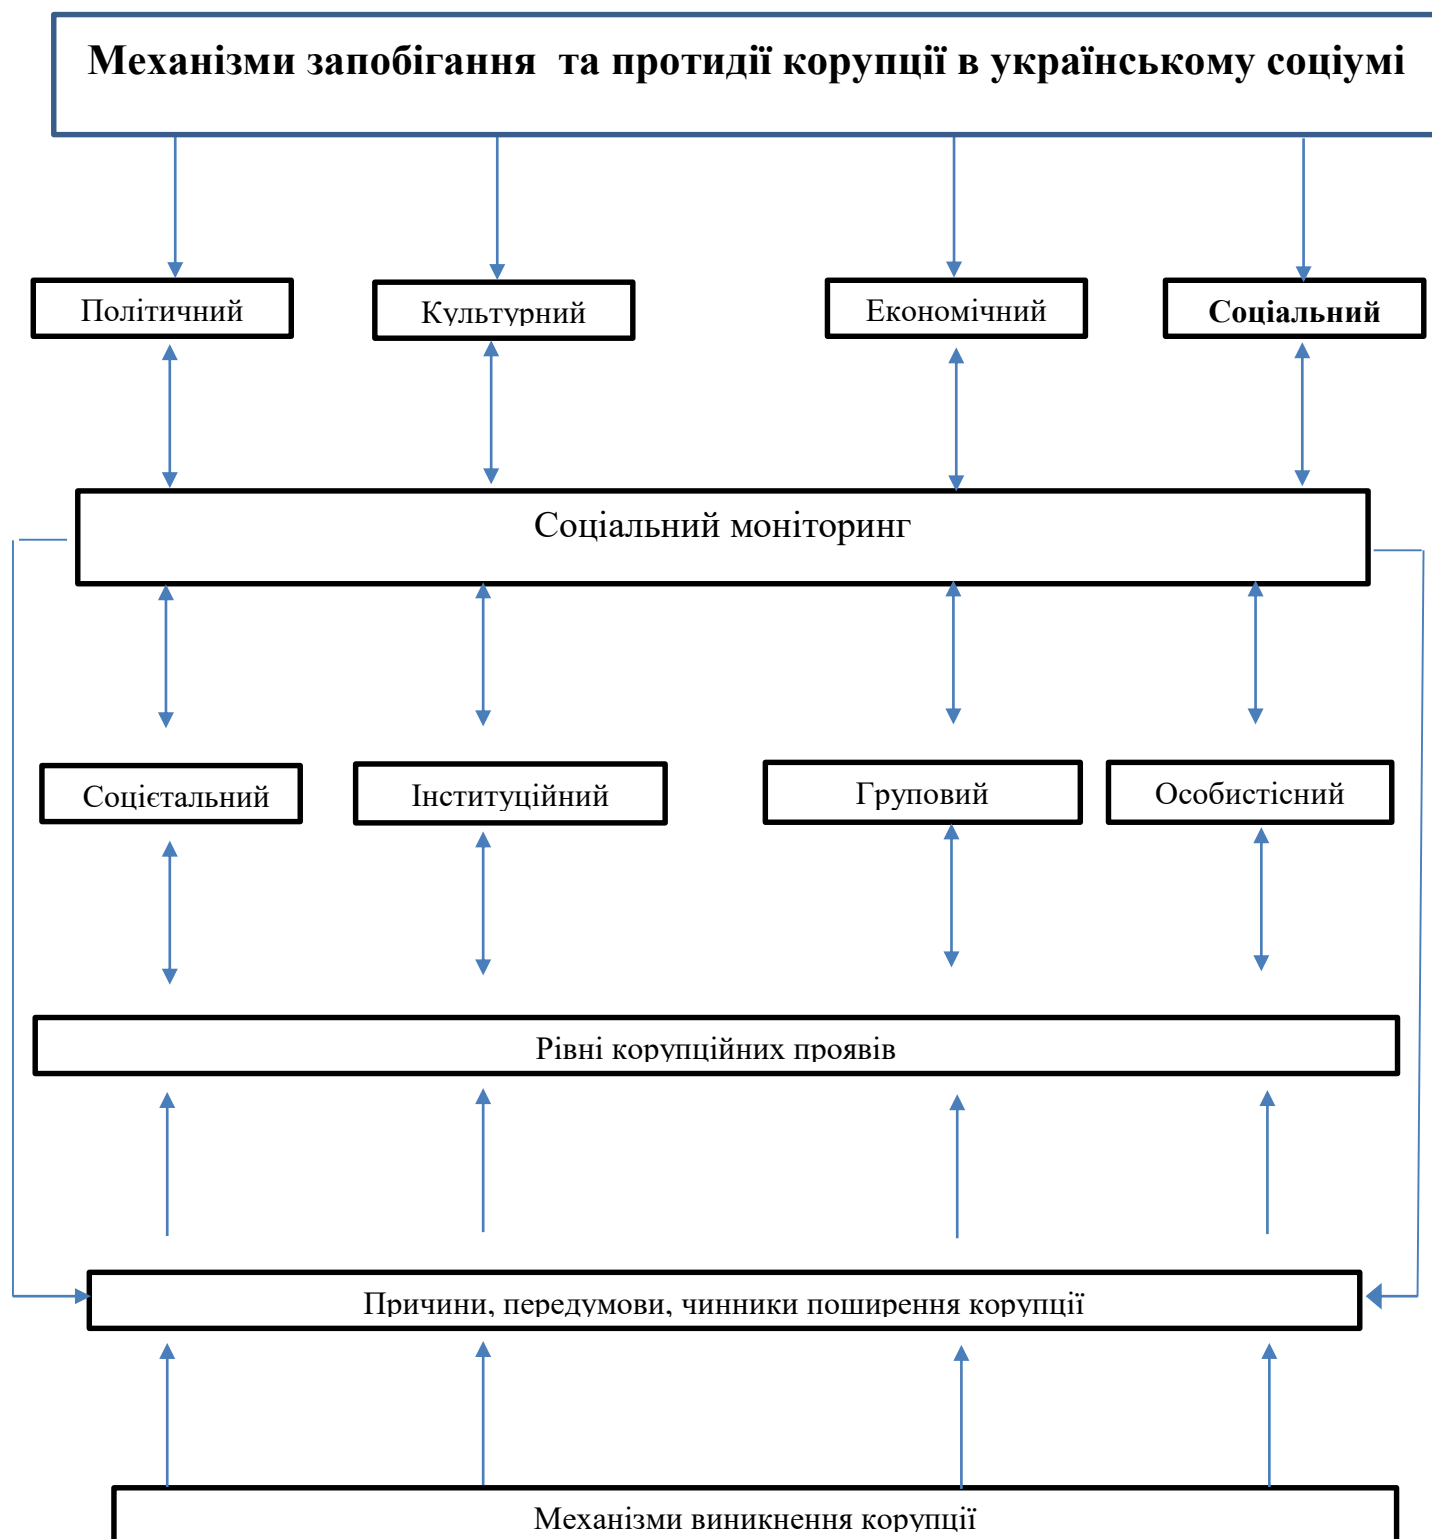 Механізми запобігання та протидії корупції в українському соціумі
Політичний
Культурний
Економічний
Соціальний
Соціальний моніторинг
Соцієтальний
Інституційний
Груповий
Особистісний
Рівні корупційних проявів
Причини, передумови, чинники поширення корупції
Механізми виникнення корупції